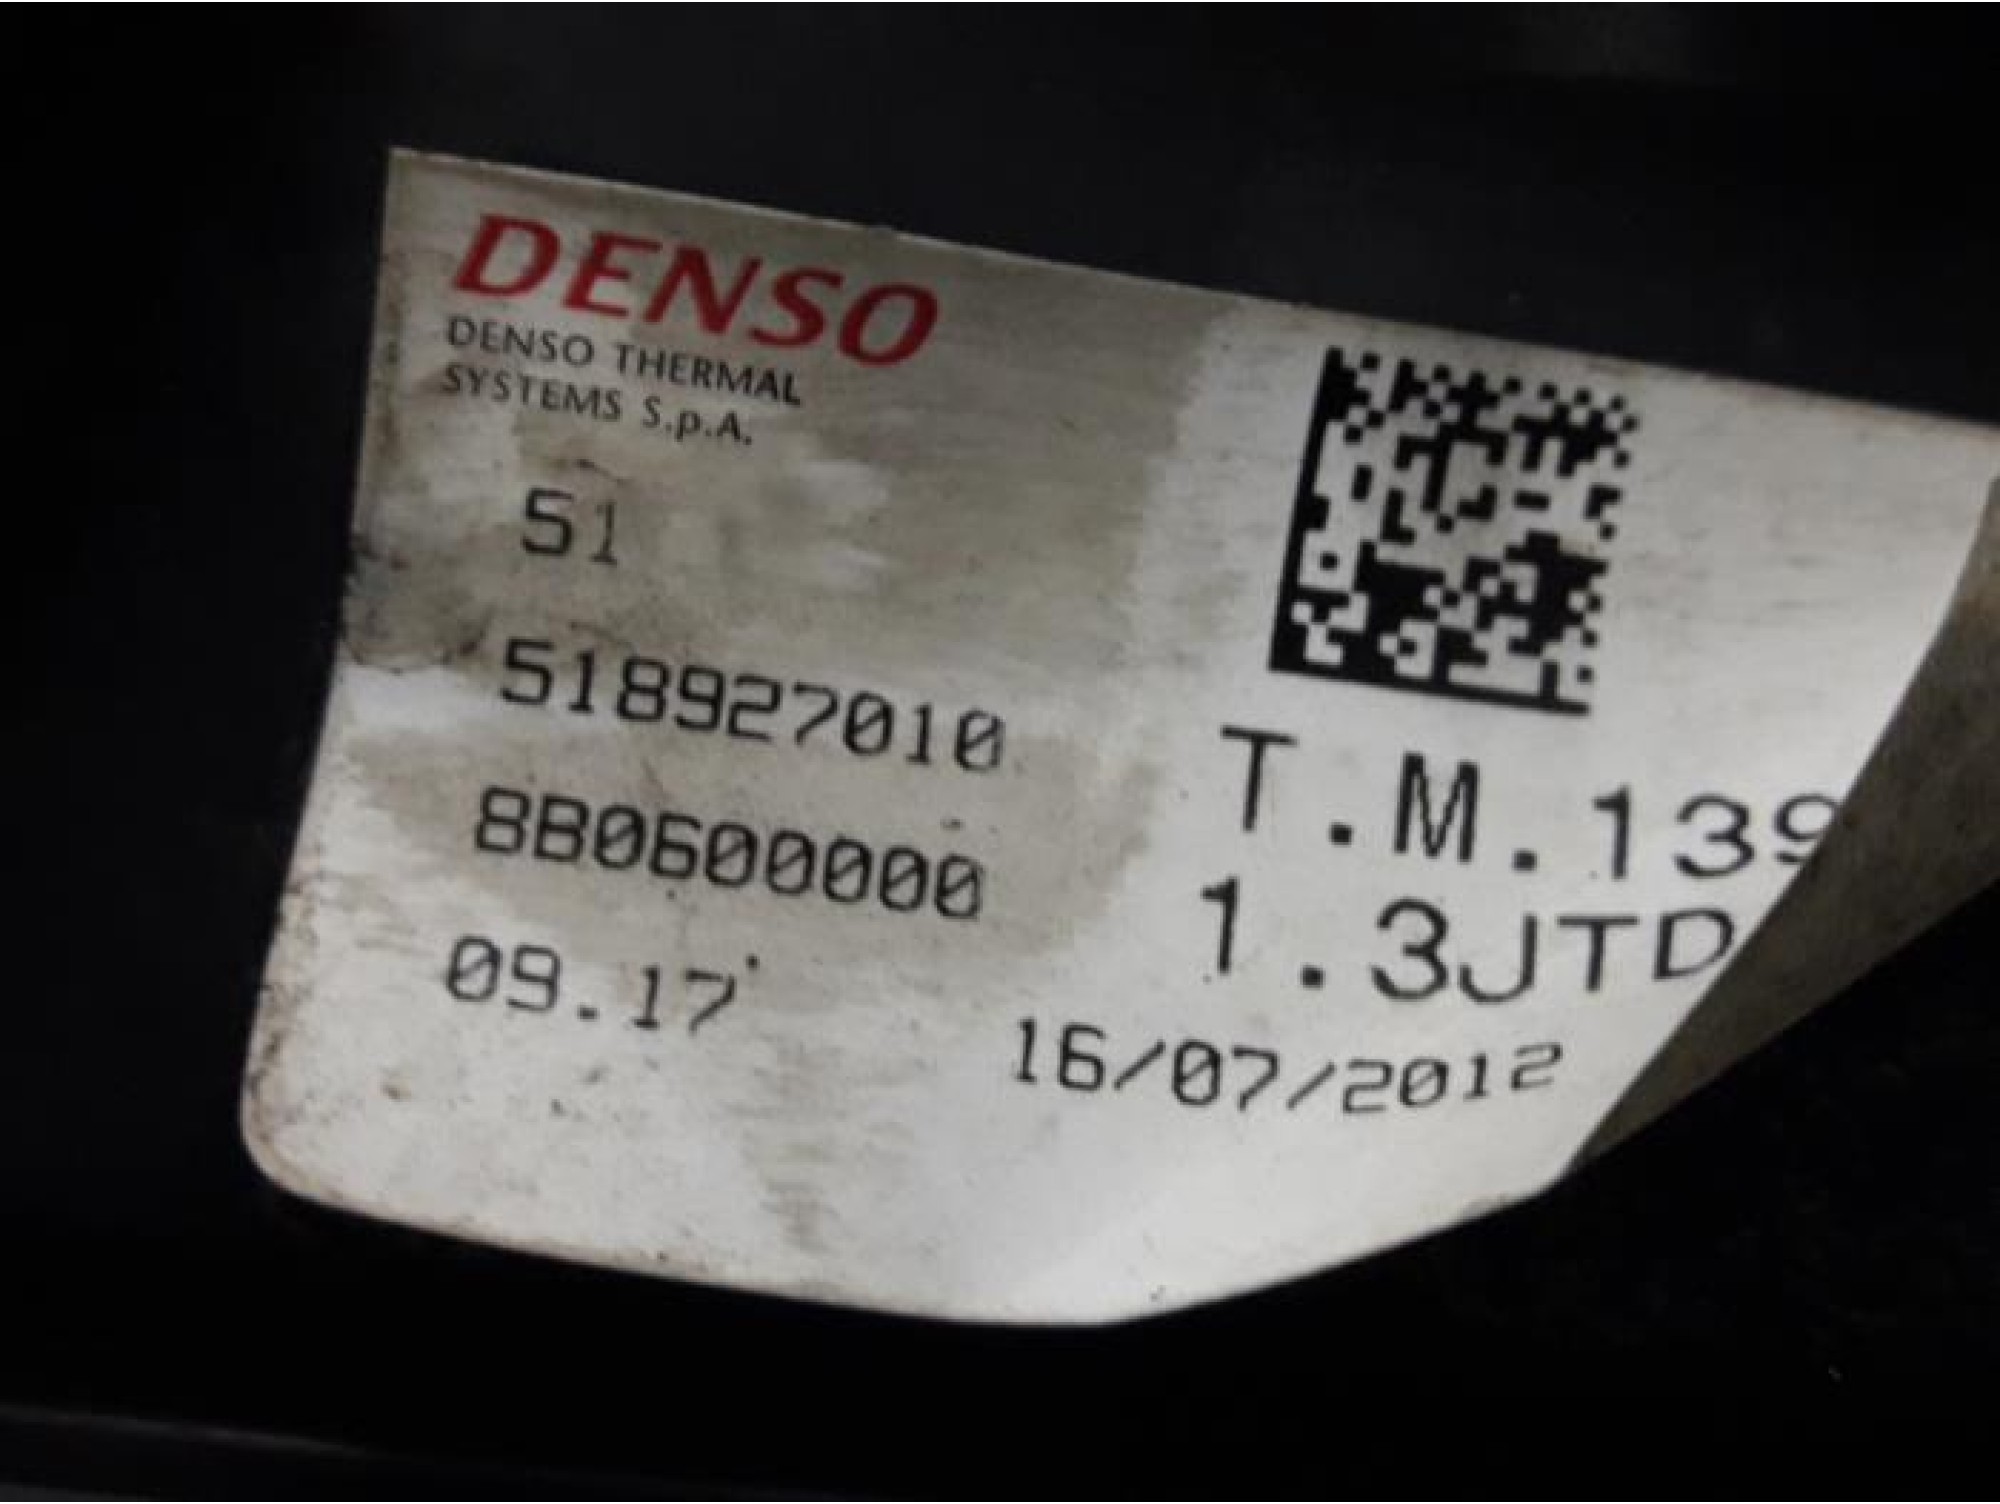 DENSO
DENSO THERMAL
SYSTEMS S.p.A.
51
518927010
8B0600000
09.17
T.M.139
1.3JTD
16/07/2012